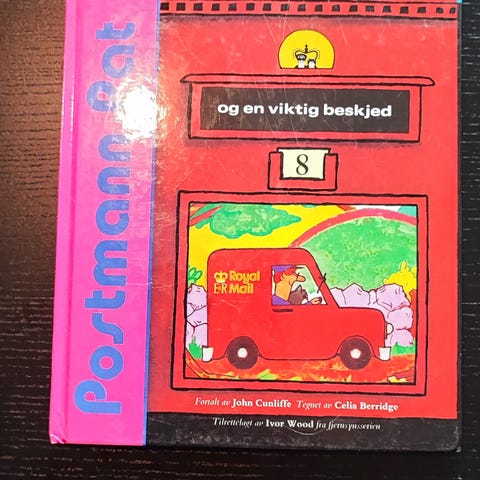 Postmann Pat
og en viktig beskjed
8
Royal
E R Mail
Fortalt av John Cunliffe Tegnet av Celia Berridge
Tilrettelagt av Ivor Wood fra fjernsynsserien